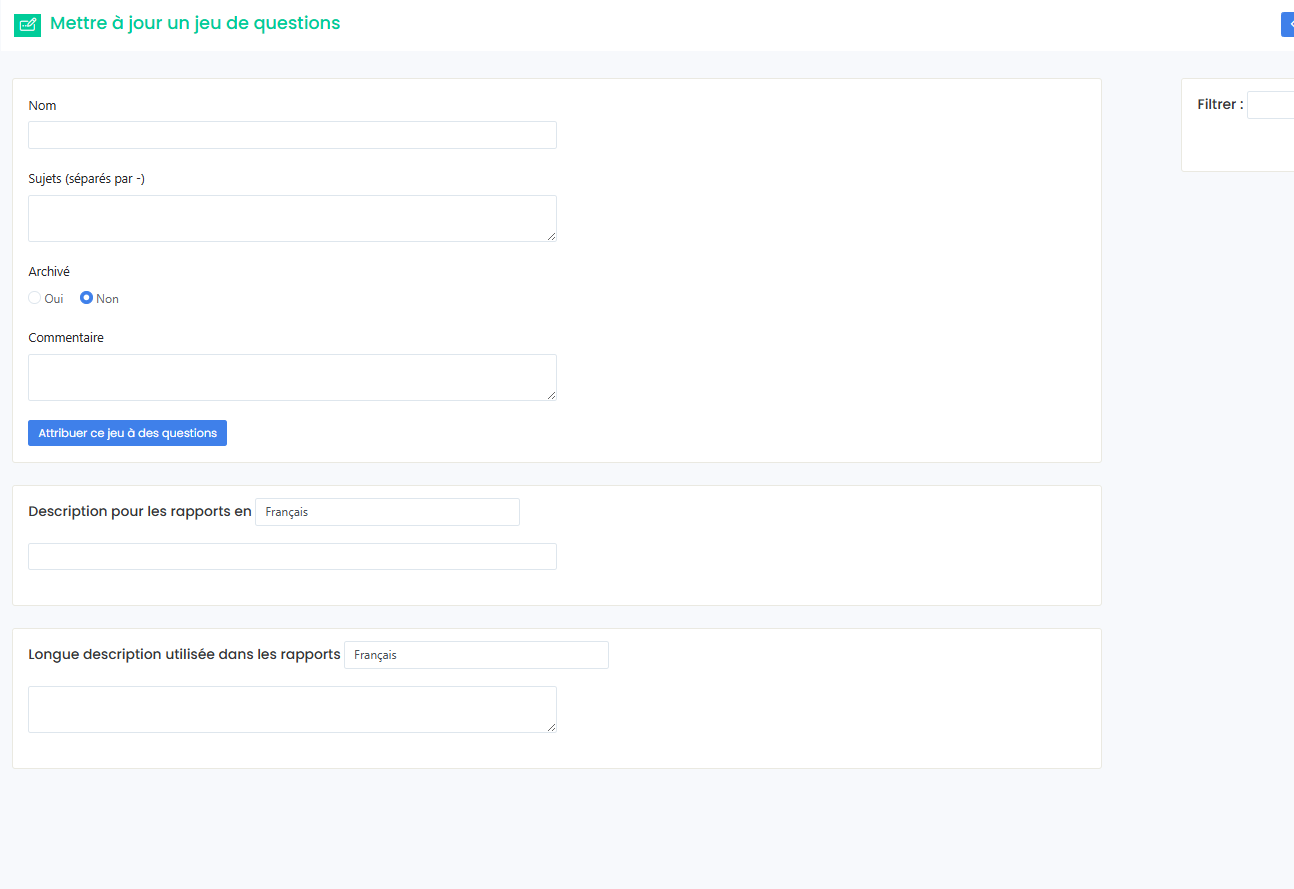 Mettre à jour un jeu de questions
Nom
Sujets (séparés par -)
Archivé
Oui Non
Commentaire
Attribuer ce jeu à des questions
Description pour les rapports en Français
Longue description utilisée dans les rapports Français
Filtrer :